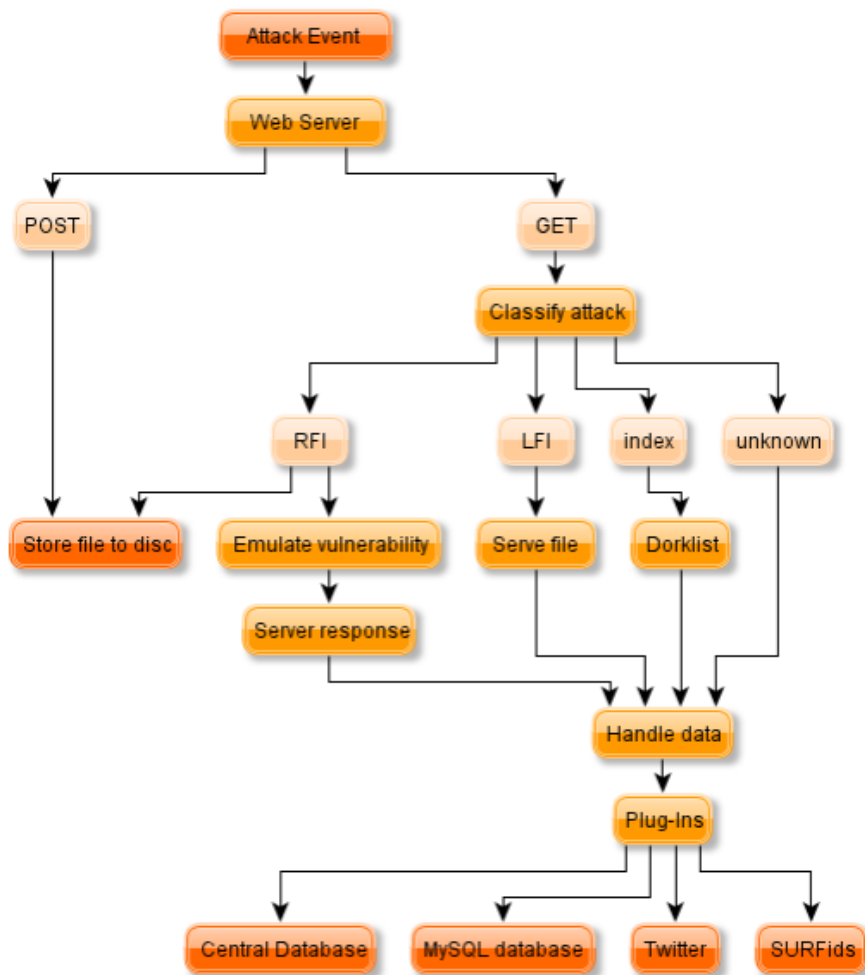 Attack Event
Web Server
POST
GET
Classify attack
RFI
LFI
index
unknown
Store file to disc
Emulate vulnerability
Serve file
Dorklist
Server response
Handle data
Plug-Ins
Central Database
MySQL database
Twitter
SURFids